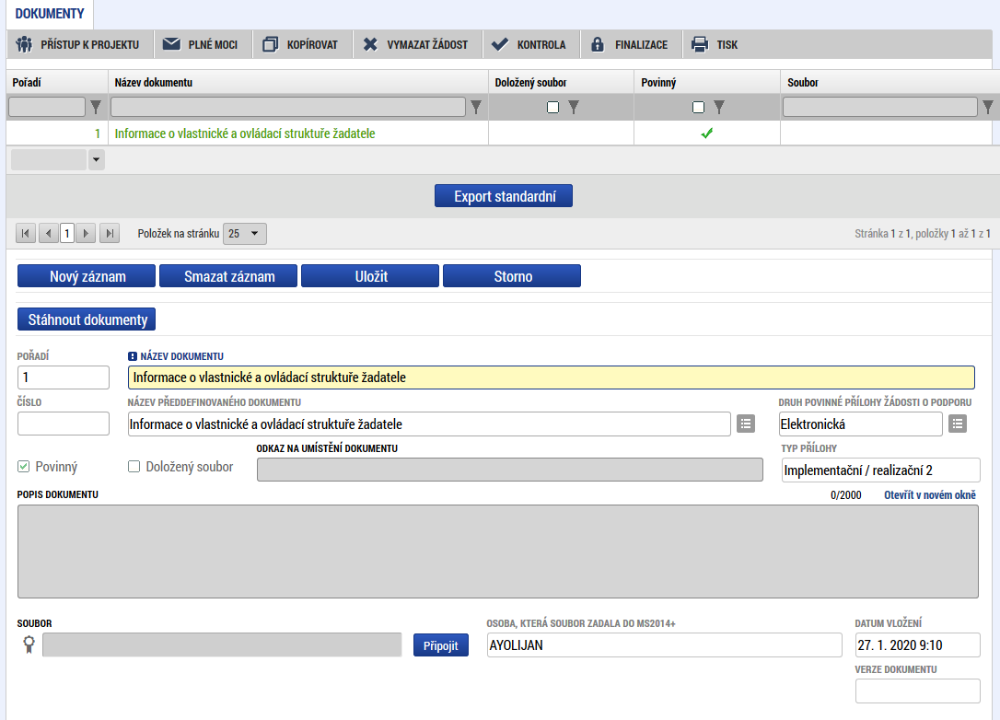 DOKUMENTY
PŘÍSTUP K PROJEKTU PLNÉ MOCI KOPÍROVAT VYMAZAT ŽÁDOST KONTROLA FINALIZACE TISK
Pořadí Název dokumentu Doložený soubor Povinný Soubor
1 Informace o vlastnické a ovládací struktuře žadatele
Export standardní
1 Položek na stránku 25 Stránka 1 z 1, položky 1 až 1 z 1
Nový záznam Smazat záznam Uložit Storno
Stáhnout dokumenty
POŘADÍ NÁZEV DOKUMENTU
1 Informace o vlastnické a ovládací struktuře žadatele
ČÍSLO NÁZEV PŘEDDEFINOVANÉHO DOKUMENTU DRUH POVINNÉ PŘÍLOHY ŽÁDOSTI O PODPORU
Informace o vlastnické a ovládací struktuře žadatele Elektronická
ODKAZ NA UMÍSTĚNÍ DOKUMENTU TYP PŘÍLOHY
Povinný Doložený soubor Implementační / realizační 2
POPIS DOKUMENTU 0/2000 Otevřít v novém okně
SOUBOR OSOBA, KTERÁ SOUBOR ZADALA DO MS2014+ DATUM VLOŽENÍ
Připojit AYOLIJAN 27. 1. 2020 9:10
VERZE DOKUMENTU